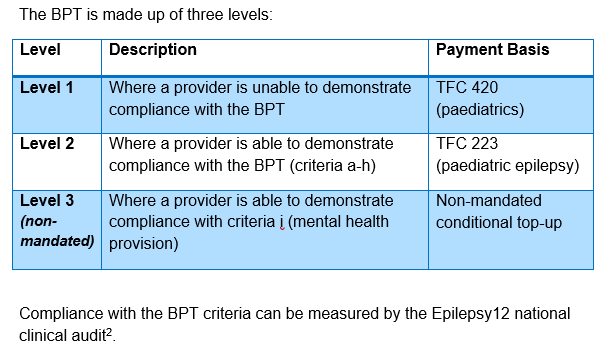 The BPT is made up of three levels:
Level Description Payment Basis
Level 1 Where a provider is unable to demonstrate TFC 420
compliance with the BPT (paediatrics)
Level 2 Where a provider is able to demonstrate TFC 223
compliance with the BPT (criteria a-h) (paediatric epilepsy)
Level 3 Where a provider is able to demonstrate Non-mandated
(non- compliance with criteria i (mental health conditional top-up
mandated) provision)
Compliance with the BPT criteria can be measured by the Epilepsy12 national
clinical audit².